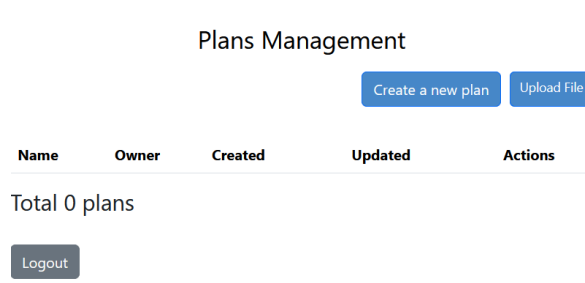 Plans Management
Create a new plan Upload File
Name Owner Created Updated Actions
Total 0 plans
Logout